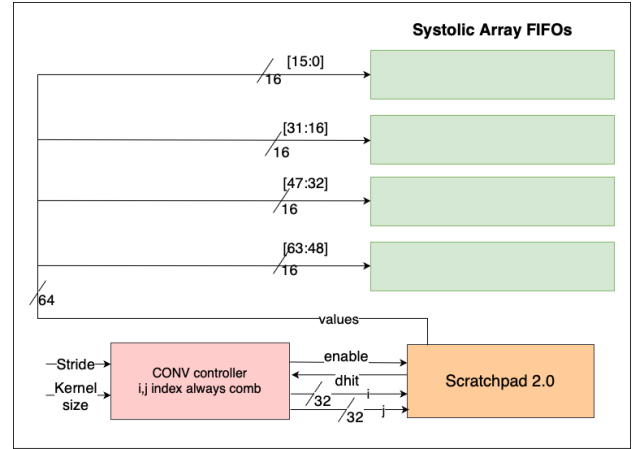 Systolic Array FIFOs
[15:0]
16
[31:16]
16
[47:32]
16
[63:48]
16
64
values
Stride
Kernel
size
CONV controller
i,j index always comb
enable
dhit
32
i
32
j
Scratchpad 2.0